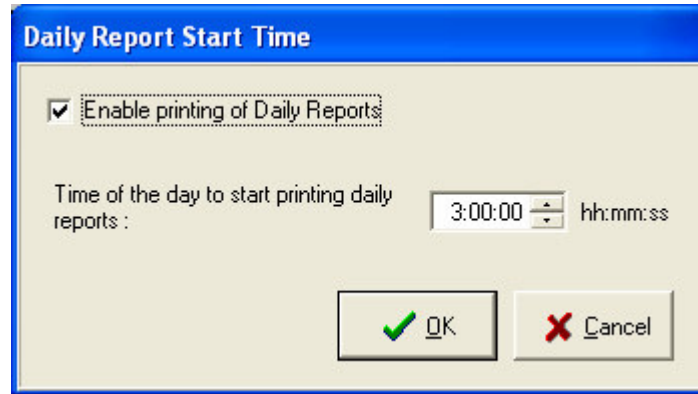 Daily Report Start Time
Enable printing of Daily Reports
Time of the day to start printing daily
reports :
3:00:00 hh:mm:ss
OK Cancel